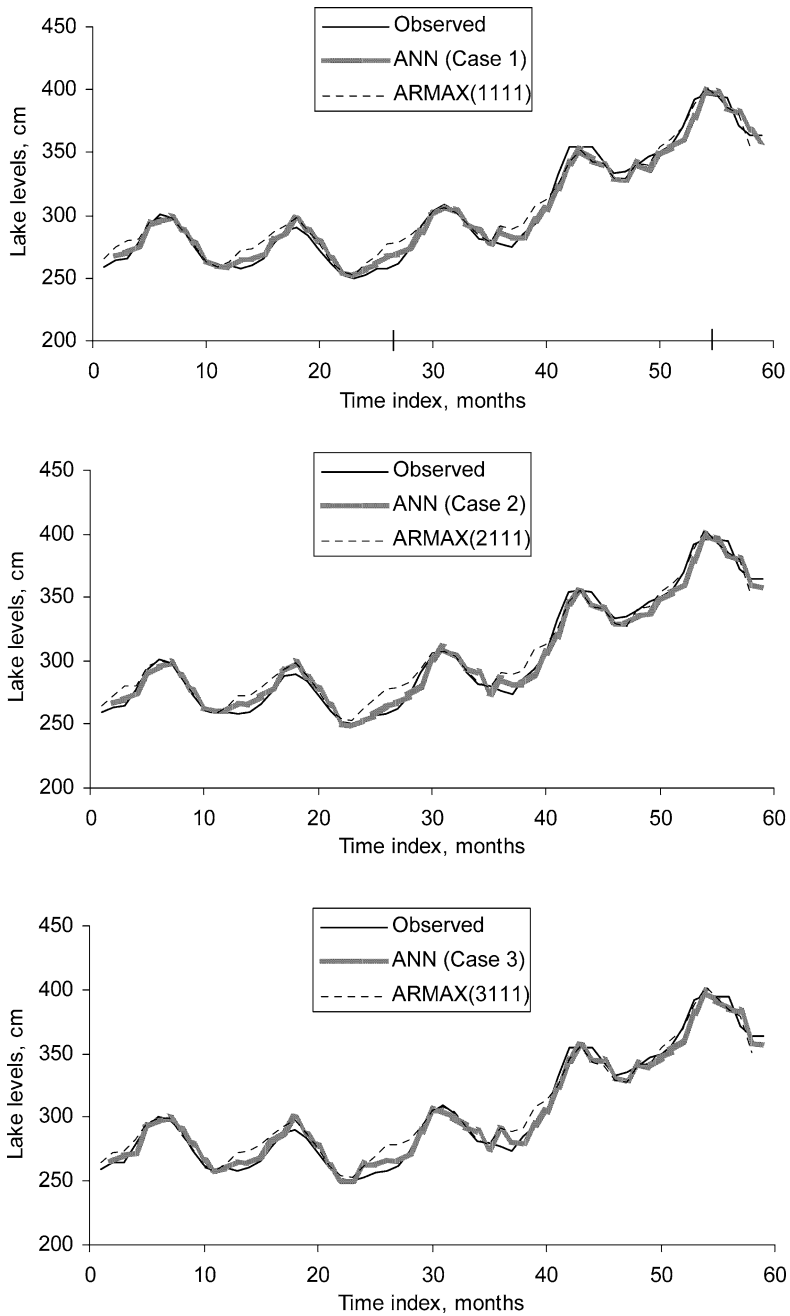 Observed
ANN (Case 1)
ARMAX(1111)
Lake levels, cm
450
400
350
300
250
200
0 10 20 30 40 50 60
Time index, months
Observed
ANN (Case 2)
ARMAX(2111)
Lake levels, cm
450
400
350
300
250
200
0 10 20 30 40 50 60
Time index, months
Observed
ANN (Case 3)
ARMAX(3111)
Lake levels, cm
450
400
350
300
250
200
0 10 20 30 40 50 60
Time index, months